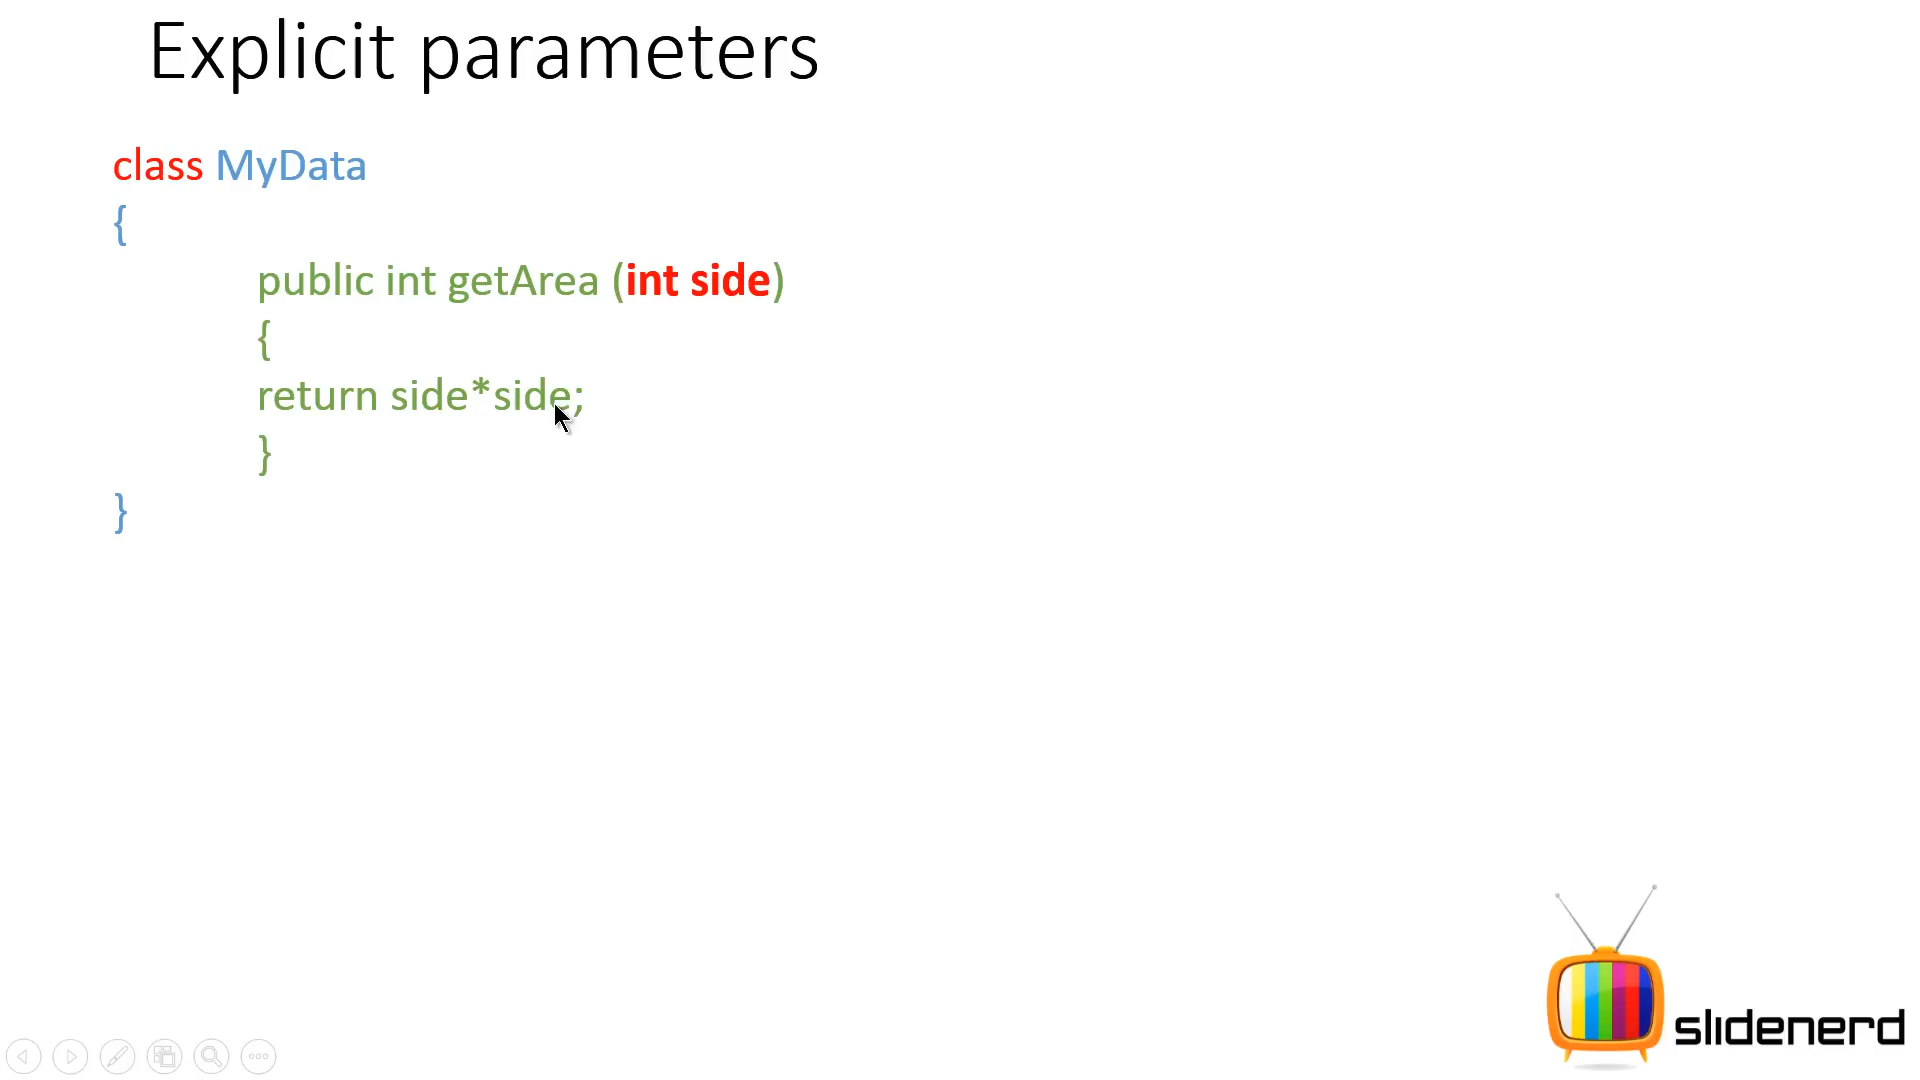 Explicit parameters
class MyData
{
public int getArea (int side)
{
return side*side;
}
}
slidenerd